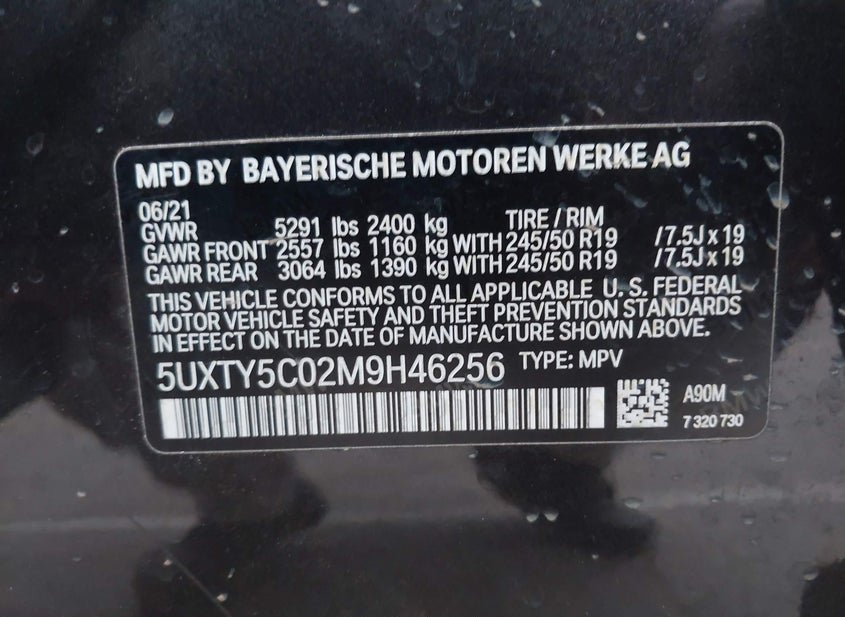 MFD BY BAYERISCHE MOTOREN WERKE AG
06/21
GVWR 5291 lbs 2400 kg TIRE / RIM
GAWR FRONT 2557 lbs 1160 kg WITH 245/50 R19 /7.5J x 19
GAWR REAR 3064 lbs 1390 kg WITH 245/50 R19 /7.5J x 19
THIS VEHICLE CONFORMS TO ALL APPLICABLE U. S. FEDERAL
MOTOR VEHICLE SAFETY AND THEFT PREVENTION STANDARDS
IN EFFECT ON THE DATE OF MANUFACTURE SHOWN ABOVE.
5UXTY5C02M9H46256 TYPE: MPV
A90M
7 320 730